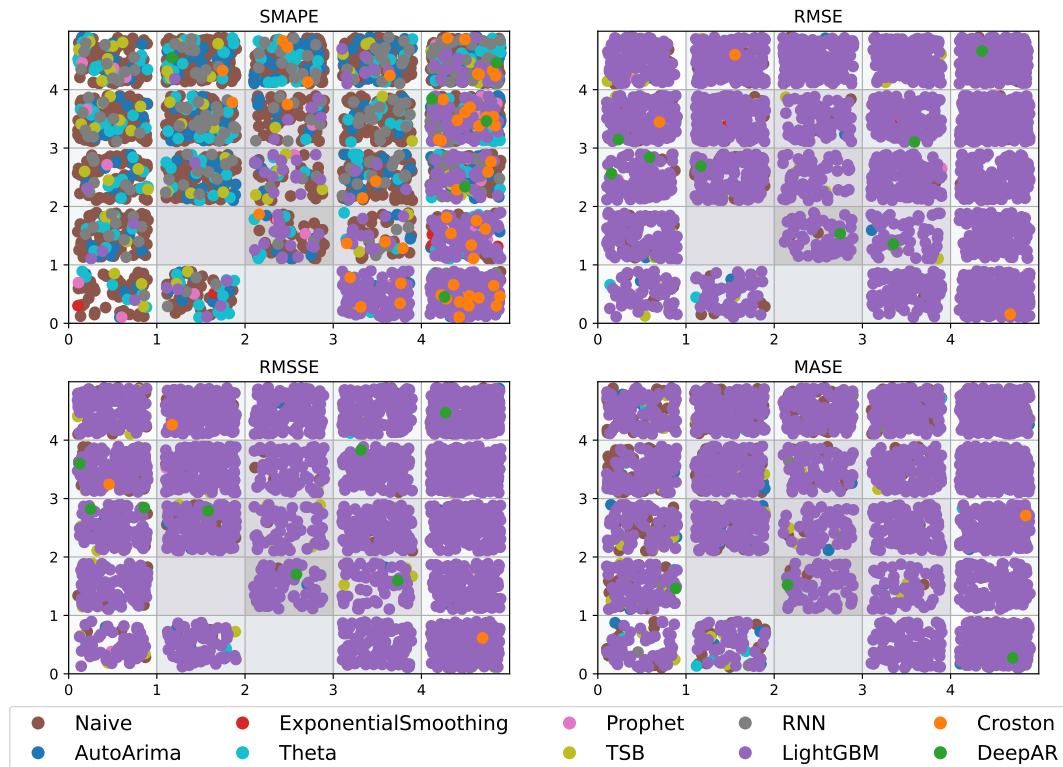 SMAPE RMSE
4 4
3 3
2 2
1 1
0 0
0 1 2 3 4 0 1 2 3 4
RMSSE MASE
4 4
3 3
2 2
1 1
0 0
0 1 2 3 4 0 1 2 3 4
Naive ExponentialSmoothing Prophet RNN Croston
AutoArima Theta TSB LightGBM DeepAR